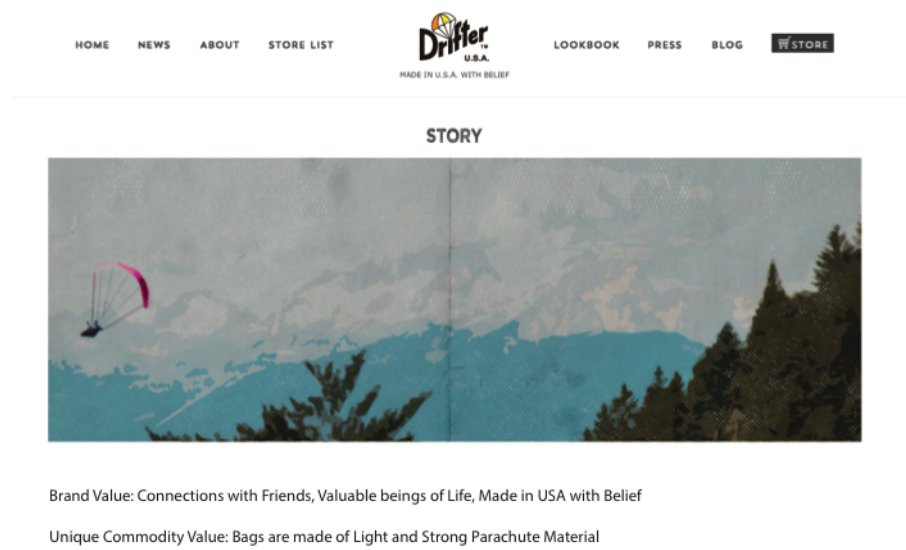 HOME NEWS ABOUT STORE LIST
Drifter™
U.S.A.
MADE IN U.S.A. WITH BELIEF
LOOKBOOK PRESS BLOG STORE
STORY
Brand Value: Connections with Friends, Valuable beings of Life, Made in USA with Belief
Unique Commodity Value: Bags are made of Light and Strong Parachute Material